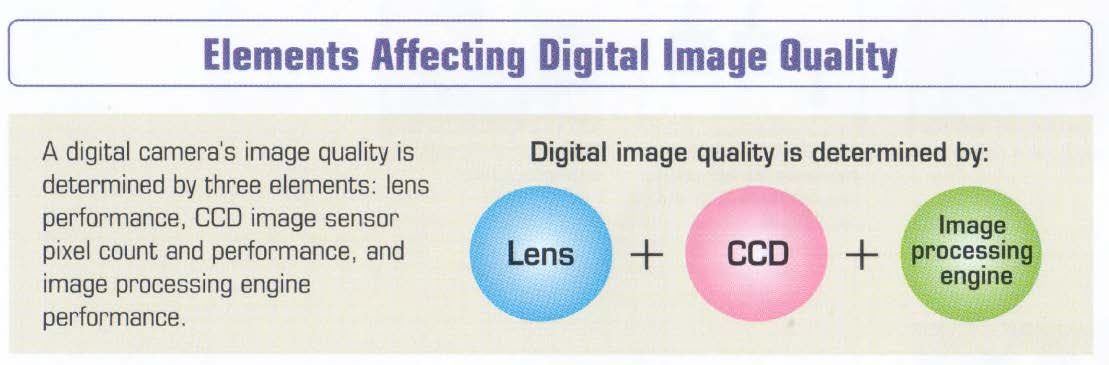 Elements Affecting Digital Image Quality
A digital camera's image quality is
determined by three elements: lens
performance, CCD image sensor
pixel count and performance, and
image processing engine
performance.
Digital image quality is determined by:
Lens + CCD + Image
processing
engine